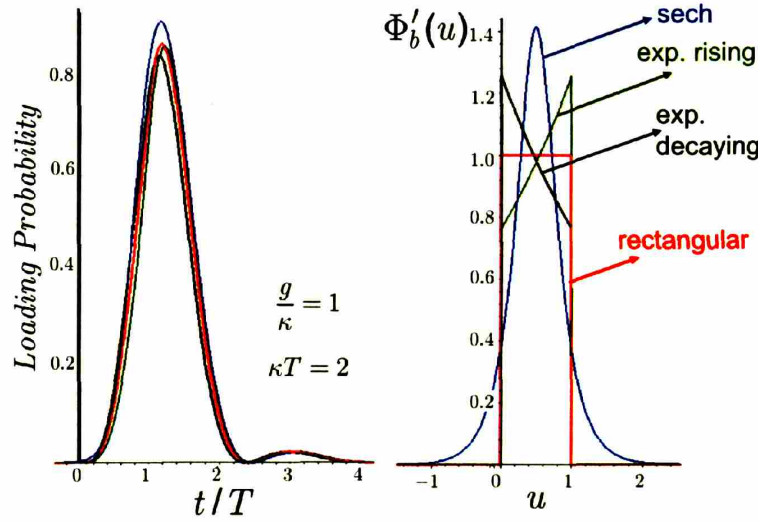 Loading Probability
0.8
0.6
0.4
0.2
0
1
2
3
4
t/T
g/κ = 1
κT = 2
Φ′b(u)
1.4
1.2
1.0
0.8
0.6
0.4
0.2
−1
0
1
2
u
sech
exp. rising
exp.
decaying
rectangular